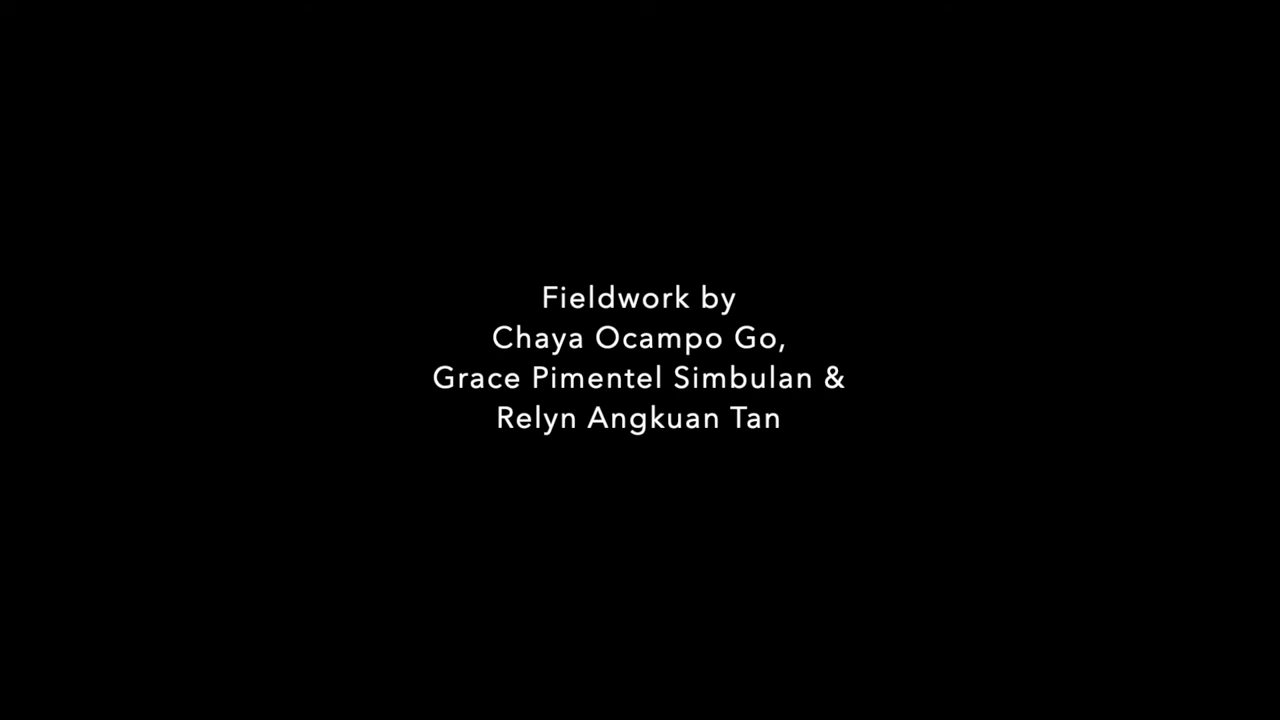 Fieldwork by
Chaya Ocampo Go,
Grace Pimentel Simbulan &
Relyn Angkuan Tan